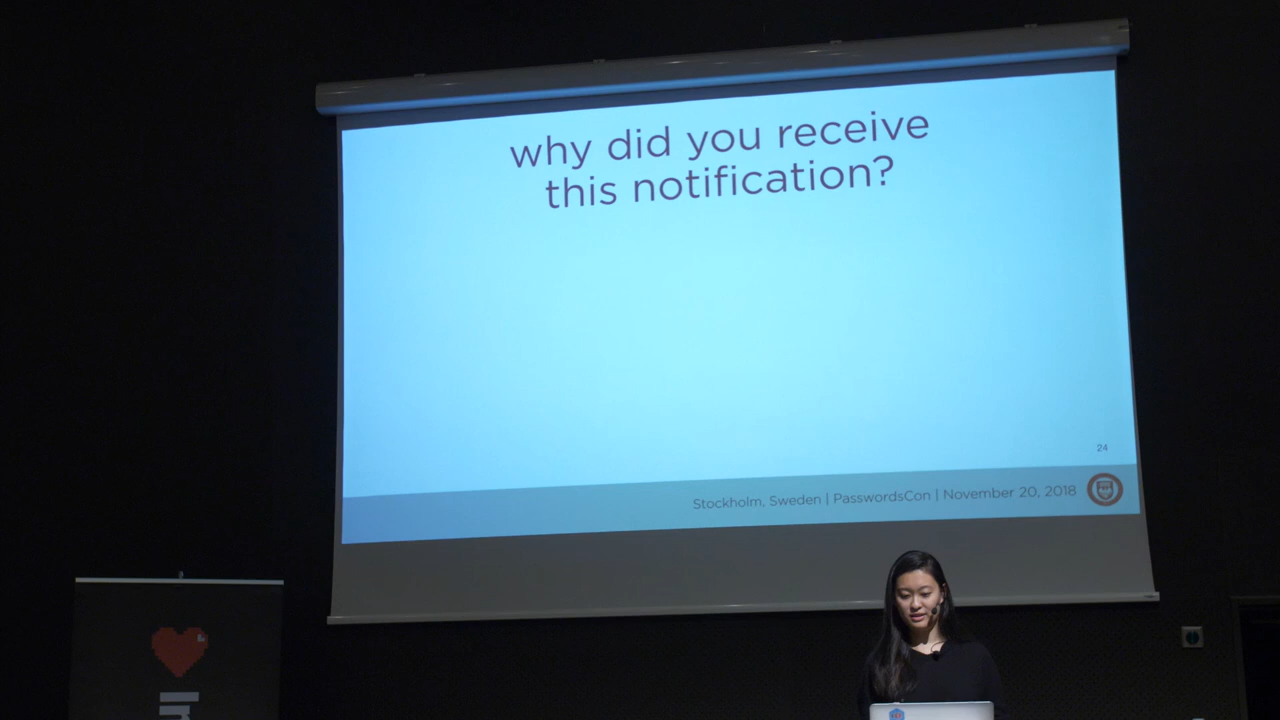 why did you receive
this notification?
24
Stockholm, Sweden | PasswordsCon | November 20, 2018